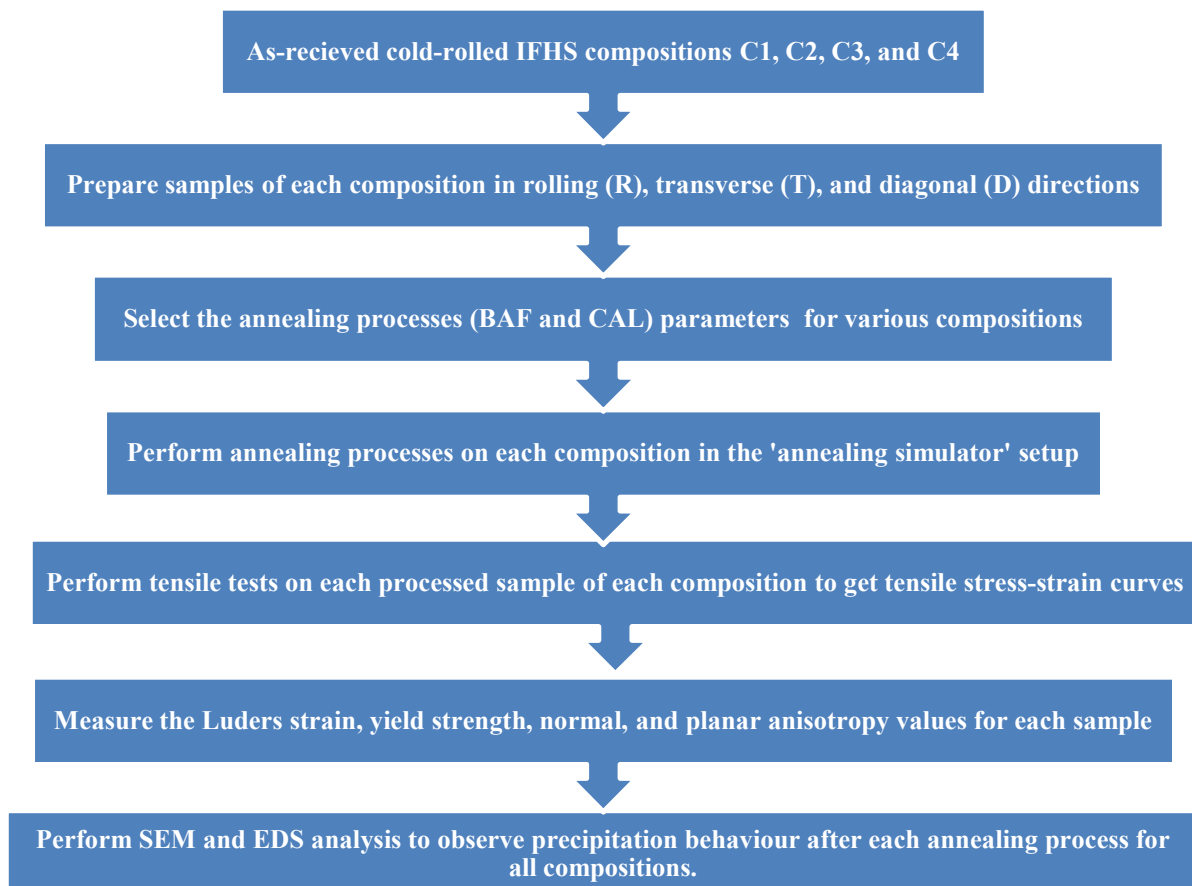 As-recieved cold-rolled IFHS compositions C1, C2, C3, and C4
Prepare samples of each composition in rolling (R), transverse (T), and diagonal (D) directions
Select the annealing processes (BAF and CAL) parameters for various compositions
Perform annealing processes on each composition in the 'annealing simulator' setup
Perform tensile tests on each processed sample of each composition to get tensile stress-strain curves
Measure the Luders strain, yield strength, normal, and planar anisotropy values for each sample
Perform SEM and EDS analysis to observe precipitation behaviour after each annealing process for
all compositions.